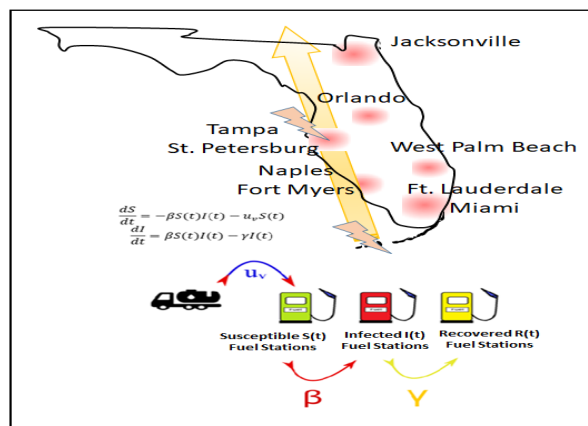 Jacksonville
Orlando
Tampa
St. Petersburg
West Palm Beach
Naples
Fort Myers
Ft. Lauderdale
Miami
dS/dt = −βS(t)I(t) − u_v S(t)
dI/dt = βS(t)I(t) − γI(t)
u_v
Susceptible S(t)
Fuel Stations
Infected I(t)
Fuel Stations
Recovered R(t)
Fuel Stations
β
γ